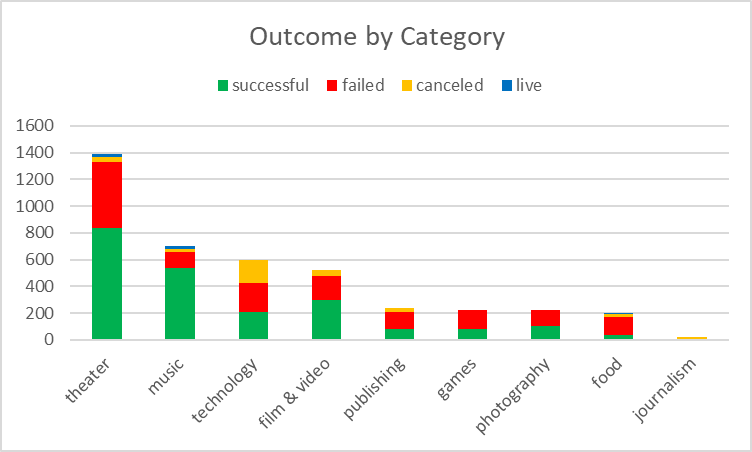 Outcome by Category
successful failed canceled live
1600
1400
1200
1000
800
600
400
200
0
theater
music
technology
film & video
publishing
games
photography
food
journalism